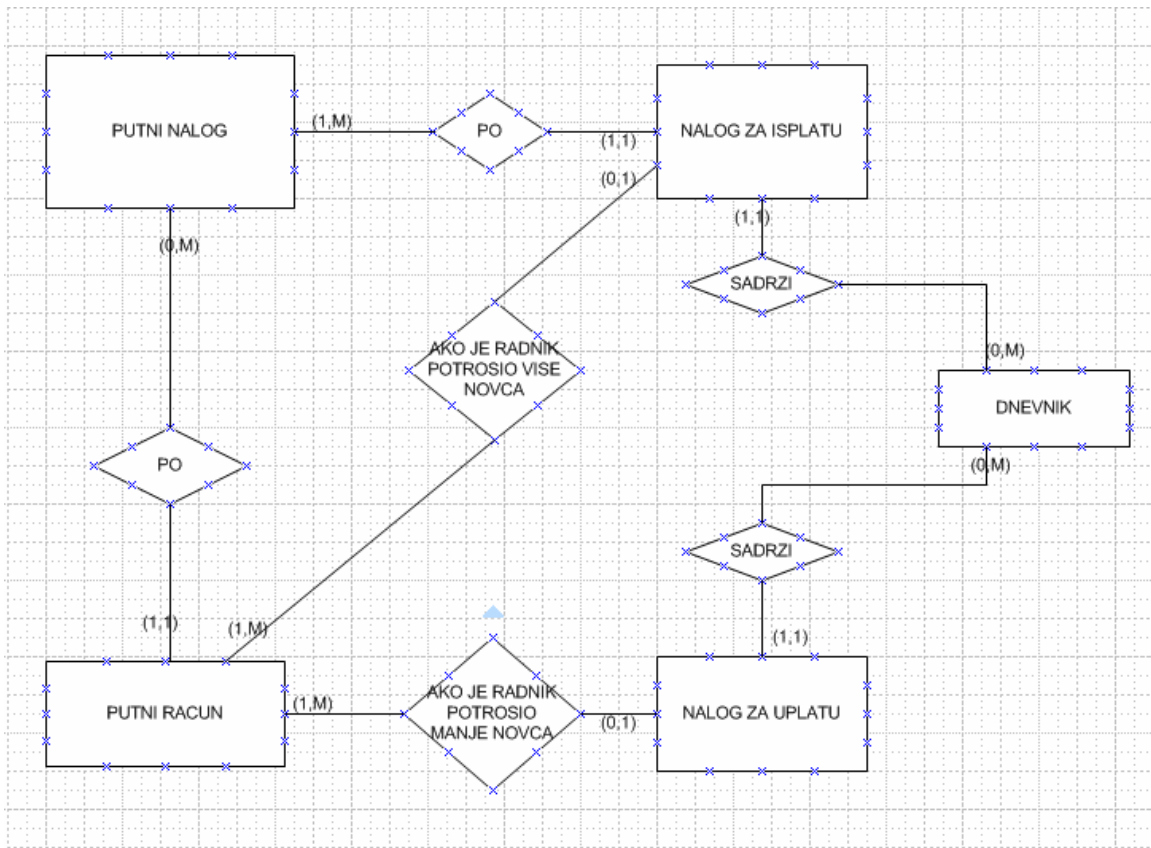 PUTNI NALOG
(1,M)
PO
(1,1)
NALOG ZA ISPLATU
(0,1)
(1,1)
(0,M)
SADRZI
AKO JE RADNIK
POTROSIO VISE
NOVCA
(0,M)
DNEVNIK
(0,M)
PO
SADRZI
(1,1)
(1,M)
(1,1)
PUTNI RACUN
(1,M)
AKO JE RADNIK
POTROSIO
MANJE NOVCA
(0,1)
NALOG ZA UPLATU